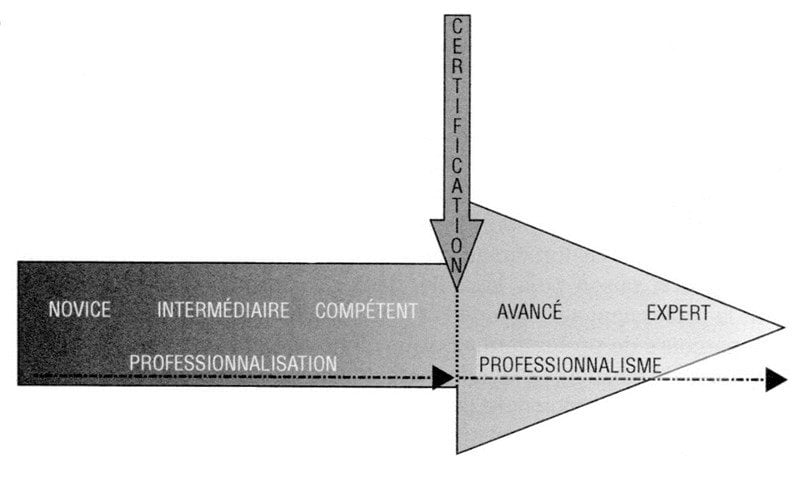 CERTIFICATION
NOVICE INTERMÉDIAIRE COMPÉTENT AVANCÉ EXPERT
PROFESSIONNALISATION PROFESSIONNALISME